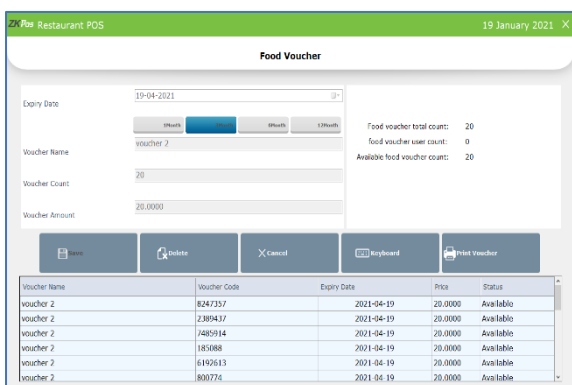 ZKPos Restaurant POS 19 January 2021 X
Food Voucher
Expiry Date 19-04-2021
1Month 6Month 12Month
Food voucher total count: 20
food voucher user count: 0
Available food voucher count: 20
Voucher Name voucher 2
Voucher Count 20
Voucher Amount 20.0000
Save Delete Cancel Keyboard Print Voucher
Voucher Name Voucher Code Expiry Date Price Status
voucher 2 8247357 2021-04-19 20.0000 Available
voucher 2 2389437 2021-04-19 20.0000 Available
voucher 2 7485914 2021-04-19 20.0000 Available
voucher 2 185088 2021-04-19 20.0000 Available
voucher 2 6192613 2021-04-19 20.0000 Available
voucher 2 800774 2021-04-19 20.0000 Available